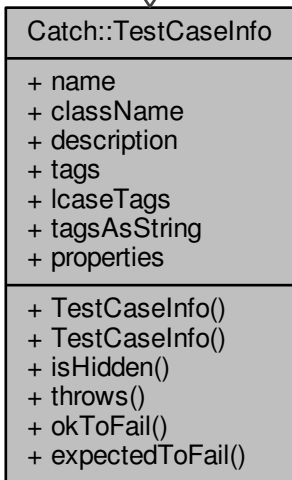 Catch::TestCaseInfo
+ name
+ className
+ description
+ tags
+ lcaseTags
+ tagsAsString
+ properties
+ TestCaseInfo()
+ TestCaseInfo()
+ isHidden()
+ throws()
+ okToFail()
+ expectedToFail()